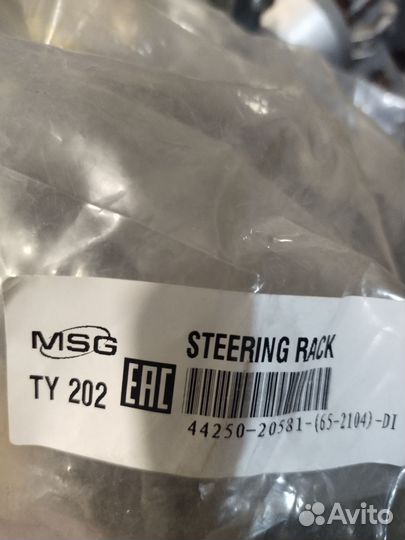 MSG
STEERING RACK
TY 202 EAC
44250-20581-(65-2104)-DI
Avito